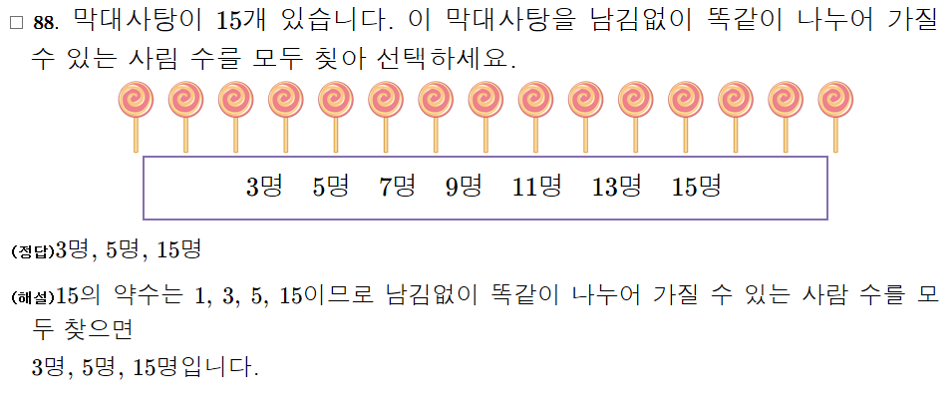 □ 88. 막대사탕이 15개 있습니다. 이 막대사탕을 남김없이 똑같이 나누어 가질
수 있는 사림 수를 모두 칮아 선택하세요.
3명 5명 7명 9명 11명 13명 15명
(정답)3명, 5명, 15명
(해설)15의 약수는 1, 3, 5, 15이므로 남김없이 똑같이 나누어 가질 수 있는 사람 수를 모
두 찾으면
3명, 5명, 15명입니다.